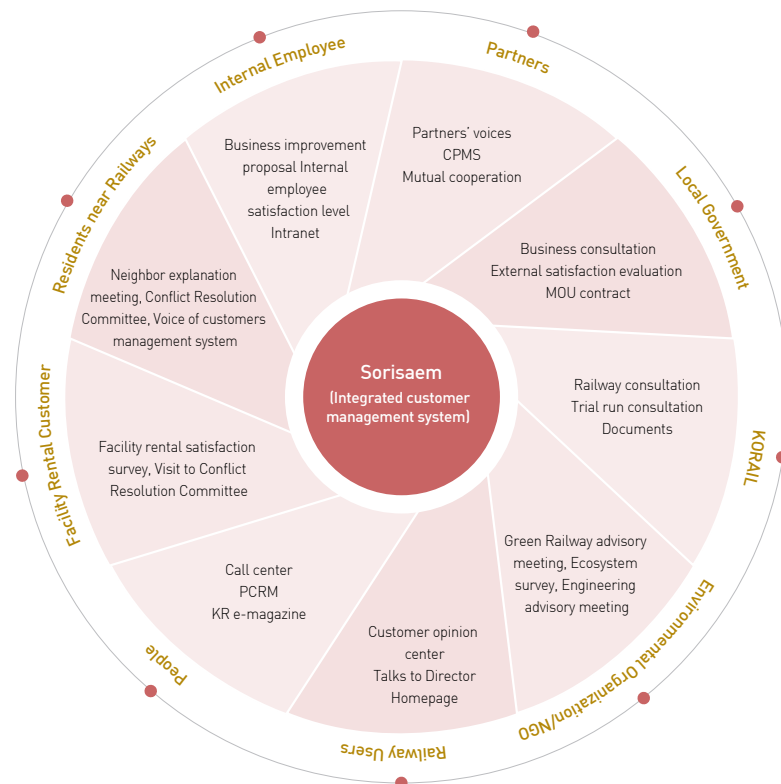 Internal Employee
Business improvement
proposal Internal
employee
satisfaction level
Intranet
Partners
Partners' voices
CPMS
Mutual cooperation
Local Government
Business consultation
External satisfaction evaluation
MOU contract
KORAIL
Railway consultation
Trial run consultation
Documents
Environmental Organization/NGO
Green Railway advisory
meeting, Ecosystem
survey, Engineering
advisory meeting
Railway Users
Customer opinion
center
Talks to Director
Homepage
People
Call center
PCRM
KR e-magazine
Facility Rental Customer
Facility rental satisfaction
survey, Visit to Conflict
Resolution Committee
Residents near Railways
Neighbor explanation
meeting, Conflict Resolution
Committee, Voice of customers
management system
Sorisaem
(Integrated customer
management system)